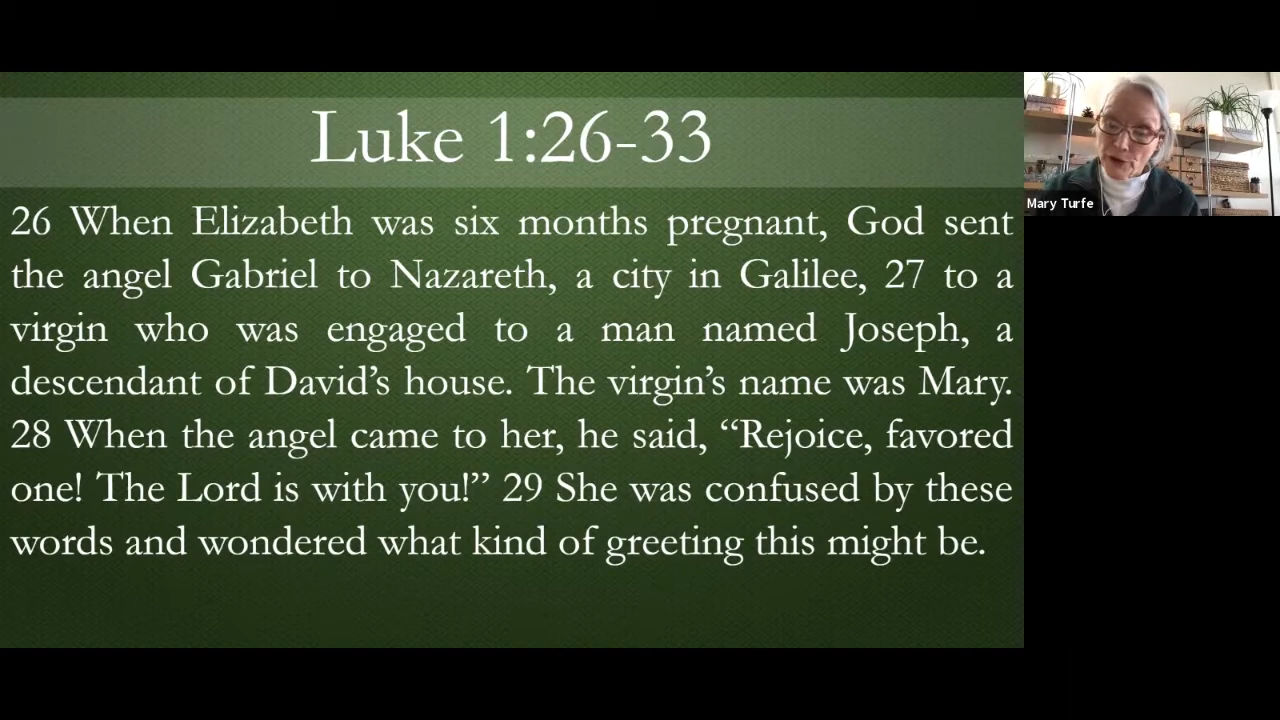 Luke 1:26-33
26 When Elizabeth was six months pregnant, God sent
the angel Gabriel to Nazareth, a city in Galilee, 27 to a
virgin who was engaged to a man named Joseph, a
descendant of David’s house. The virgin’s name was Mary.
28 When the angel came to her, he said, “Rejoice, favored
one! The Lord is with you!” 29 She was confused by these
words and wondered what kind of greeting this might be.
Mary Turfe